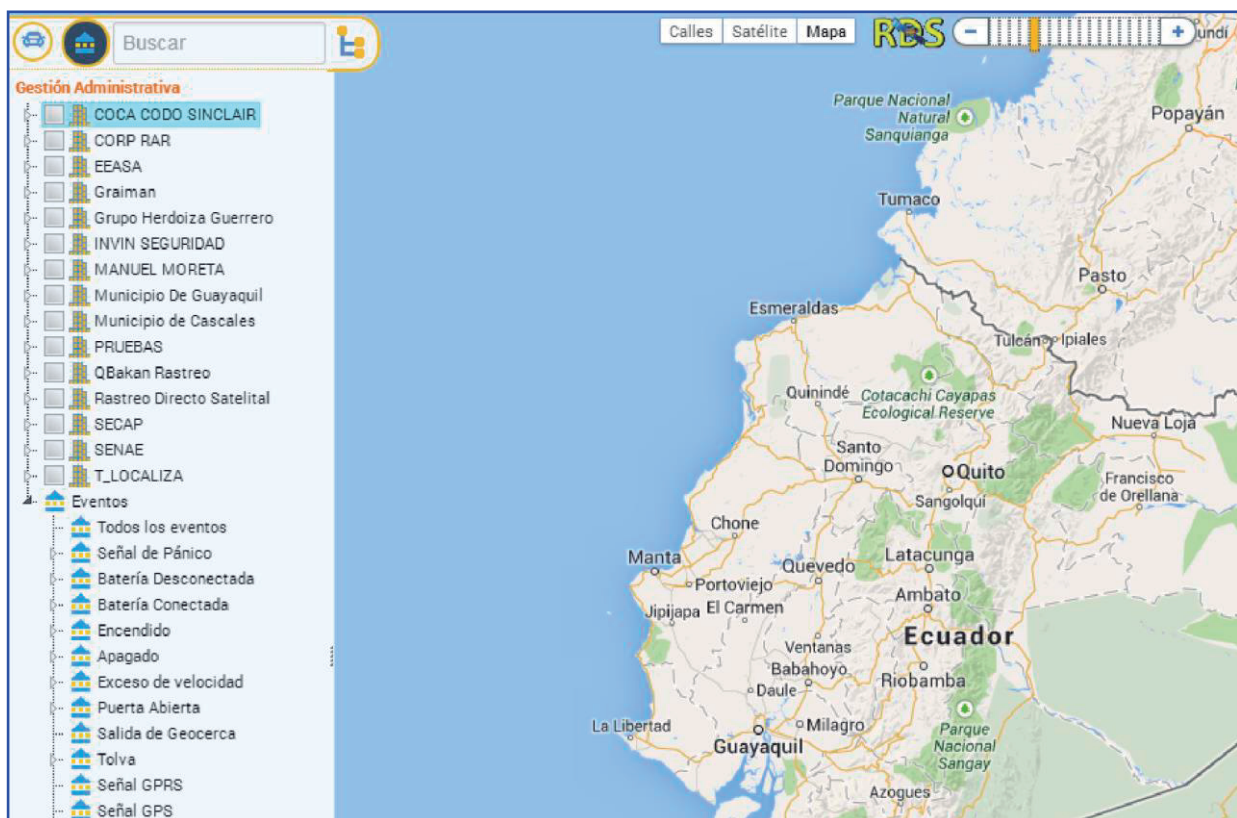 Buscar
Calles
Satélite
Mapa
RDS
Gestión Administrativa
COCA CODO SINCLAIR
CORP RAR
EEASA
Graiman
Grupo Herdoiza Guerrero
INVIN SEGURIDAD
MANUEL MORETA
Municipio De Guayaquil
Municipio de Cascales
PRUEBAS
QBakan Rastreo
Rastreo Directo Satelital
SECAP
SENAE
T_LOCALIZA
Eventos
Todos los eventos
Señal de Pánico
Batería Desconectada
Batería Conectada
Encendido
Apagado
Exceso de velocidad
Puerta Abierta
Salida de Geocerca
Tolva
Señal GPRS
Señal GPS
undí
Parque Nacional
Natural
Sanquianga
Popayán
Tumaco
Pasto
Esmeraldas
Tulcán
Ipiales
Quinindé
Cotacachi Cayapas
Ecological Reserve
Nueva Loja
Santo
Domingo
Quito
Sangolquí
Francisco
de Orellana
Chone
Manta
Portoviejo
Quevedo
Latacunga
Jipijapa
El Carmen
Ambato
Ecuador
Ventanas
Babahoyo
Riobamba
Daule
La Libertad
Guayaquil
Milagro
Parque
Nacional
Sangay
Azogues